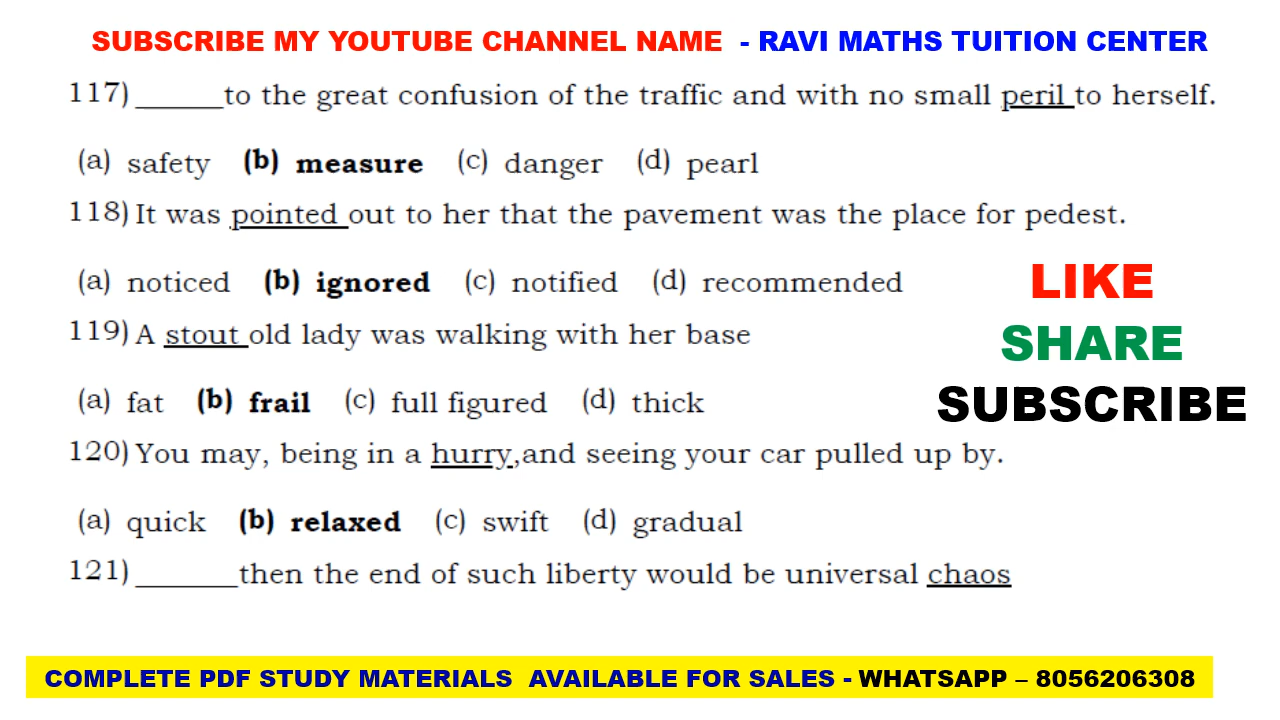 SUBSCRIBE MY YOUTUBE CHANNEL NAME - RAVI MATHS TUITION CENTER
117) ______to the great confusion of the traffic and with no small peril to herself.
(a) safety (b) measure (c) danger (d) pearl
118) It was pointed out to her that the pavement was the place for pedest.
(a) noticed (b) ignored (c) notified (d) recommended
119) A stout old lady was walking with her base
(a) fat (b) frail (c) full figured (d) thick
120) You may, being in a hurry,and seeing your car pulled up by.
(a) quick (b) relaxed (c) swift (d) gradual
121) _______then the end of such liberty would be universal chaos
LIKE
SHARE
SUBSCRIBE
COMPLETE PDF STUDY MATERIALS AVAILABLE FOR SALES - WHATSAPP – 8056206308